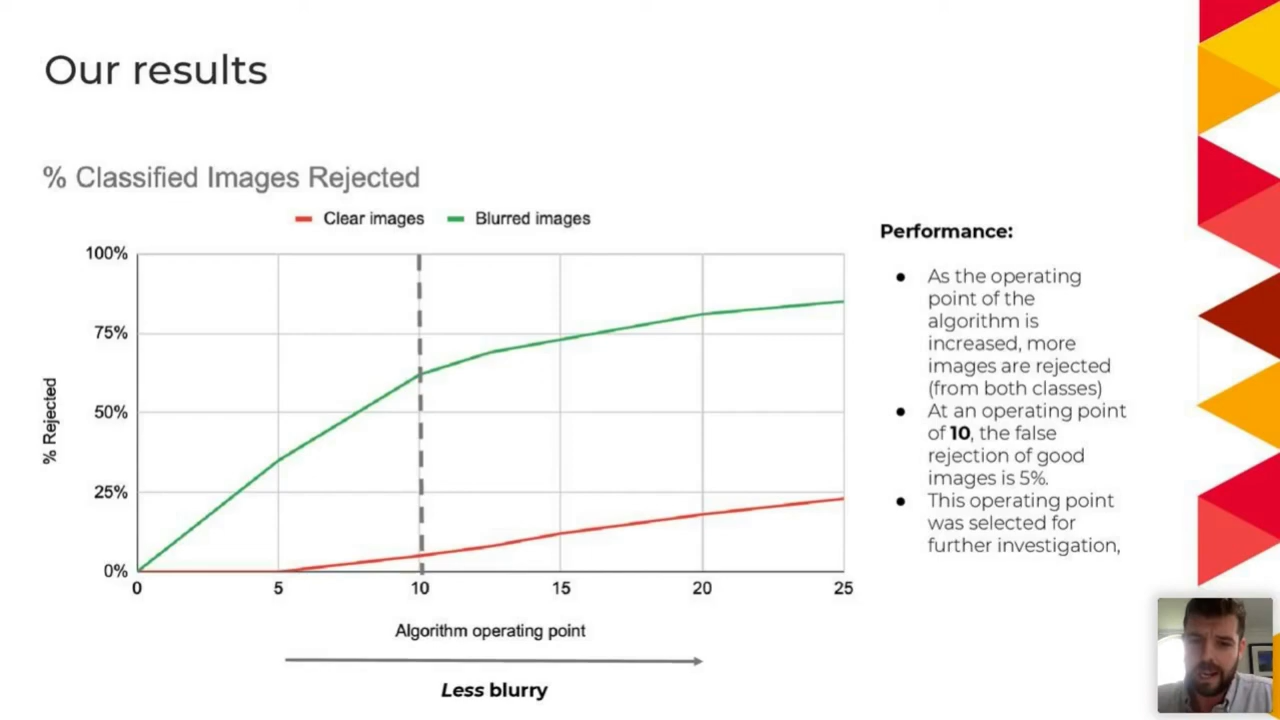 Our results
% Classified Images Rejected
Clear images
Blurred images
100%
75%
50%
25%
0%
% Rejected
0
5
10
15
20
25
Algorithm operating point
Less blurry
Performance:
● As the operating
point of the
algorithm is
increased, more
images are rejected
(from both classes)
● At an operating point
of 10, the false
rejection of good
images is 5%.
● This operating point
was selected for
further investigation,